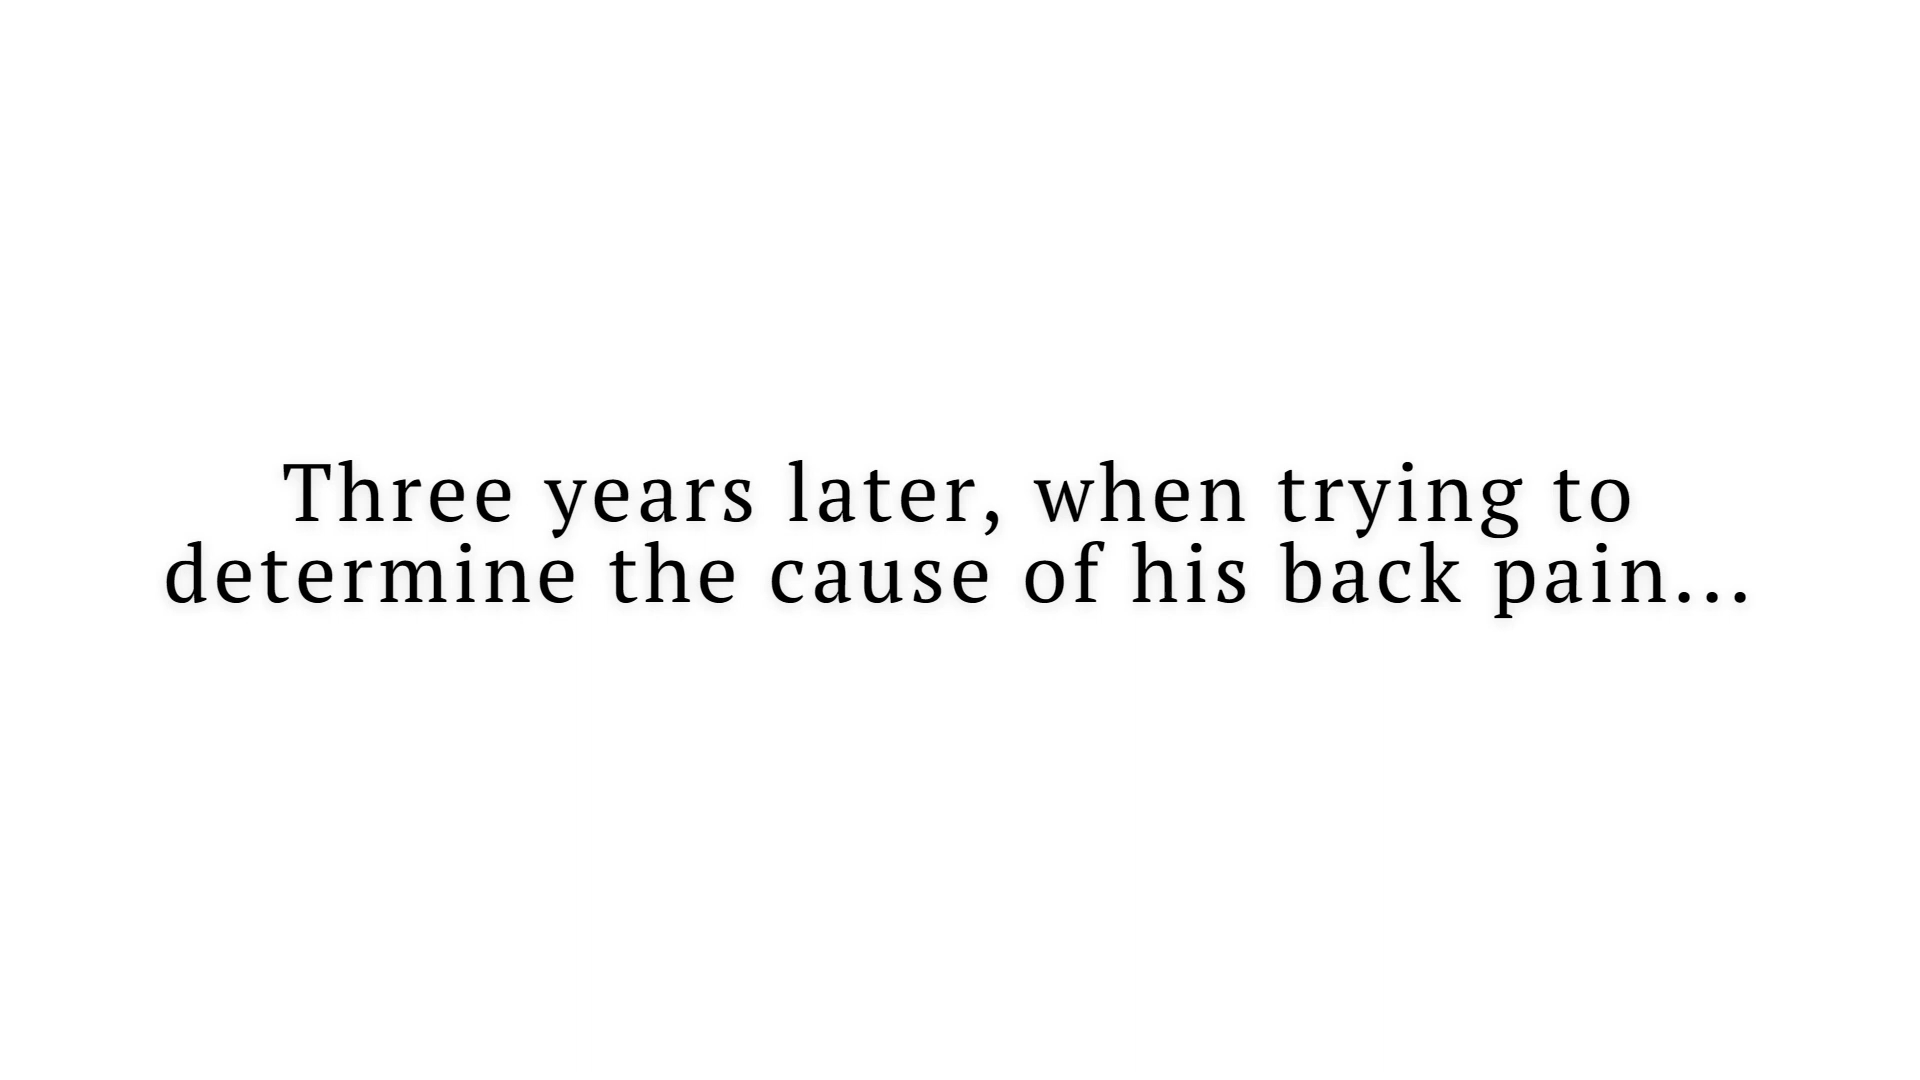 Three years later, when trying to
determine the cause of his back pain...